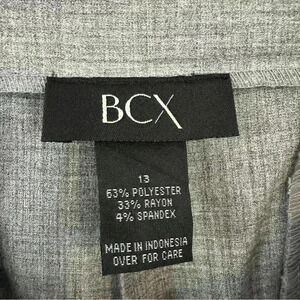 BCX
13
63% POLYESTER
33% RAYON
4% SPANDEX
MADE IN INDONESIA
OVER FOR CARE